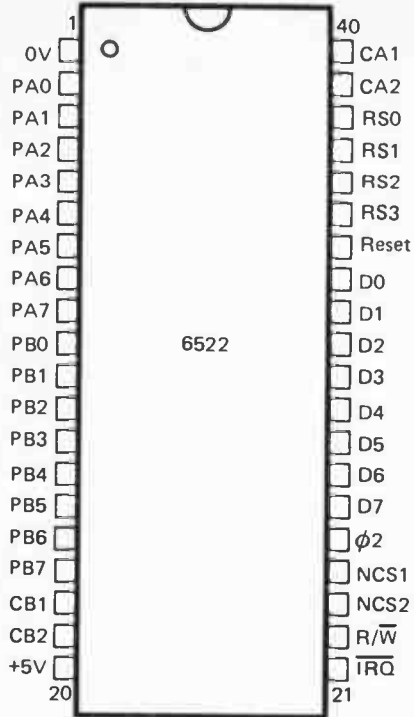 1 40
0V CA1
PA0 CA2
PA1 RS0
PA2 RS1
PA3 RS2
PA4 RS3
PA5 Reset
PA6 D0
PA7 D1
PB0 6522 D2
PB1 D3
PB2 D4
PB3 D5
PB4 D6
PB5 D7
PB6 ϕ2
PB7 NCS1
CB1 NCS2
CB2 R/W̅
+5V I̅R̅Q̅
20 21